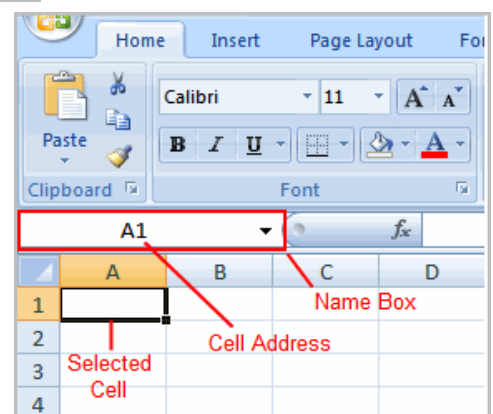 Home Insert Page Layout Fo
Calibri 11 A A
Paste B I U A
Clipboard Font
A1 fx
A B C D
1 Name Box
2 Cell Address
3 Selected
Cell
4